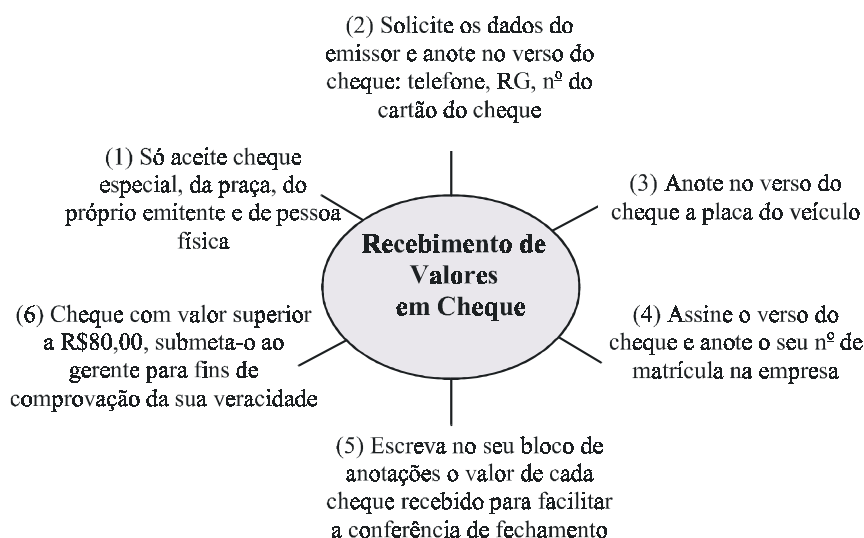 (2) Solicite os dados do
emissor e anote no verso do
cheque: telefone, RG, nº do
cartão do cheque
(1) Só aceite cheque
especial, da praça, do
próprio emitente e de pessoa
física
(3) Anote no verso do
cheque a placa do veículo
Recebimento de
Valores
em Cheque
(6) Cheque com valor superior
a R$80,00, submeta-o ao
gerente para fins de
comprovação da sua veracidade
(4) Assine o verso do
cheque e anote o seu nº de
matrícula na empresa
(5) Escreva no seu bloco de
anotações o valor de cada
cheque recebido para facilitar
a conferência de fechamento